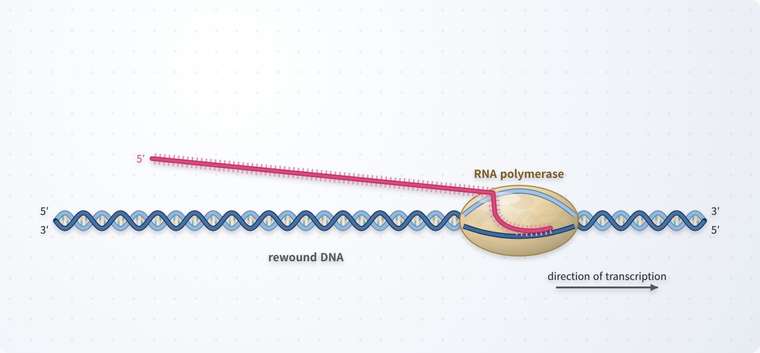 5′
RNA polymerase
5′
3′
3′
5′
rewound DNA
direction of transcription